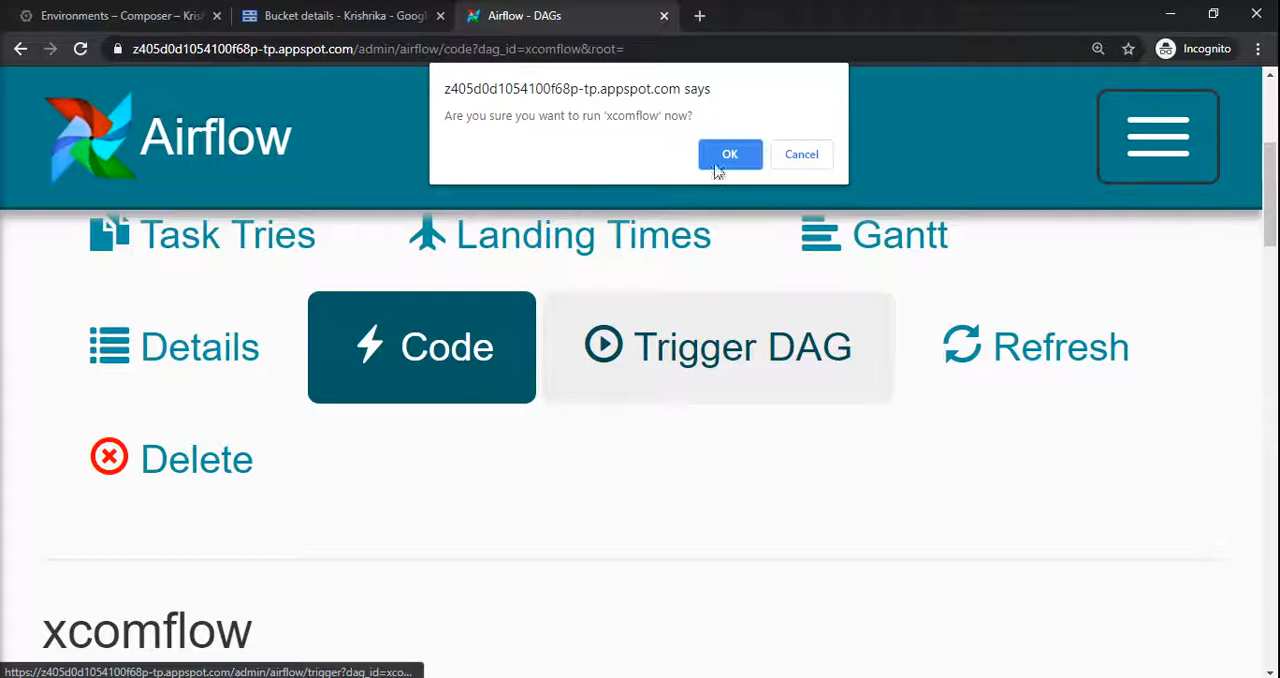 Environments – Composer – Kris
Bucket details - Krishrika - Googl
Airflow - DAGs
z405d0d1054100f68p-tp.appspot.com/admin/airflow/code?dag_id=xcomflow&root=
Incognito
z405d0d1054100f68p-tp.appspot.com says
Are you sure you want to run 'xcomflow' now?
OK
Cancel
Airflow
Task Tries
Landing Times
Gantt
Details
Code
Trigger DAG
Refresh
Delete
xcomflow
https://z405d0d1054100f68p-tp.appspot.com/admin/airflow/trigger?dag_id=xco...